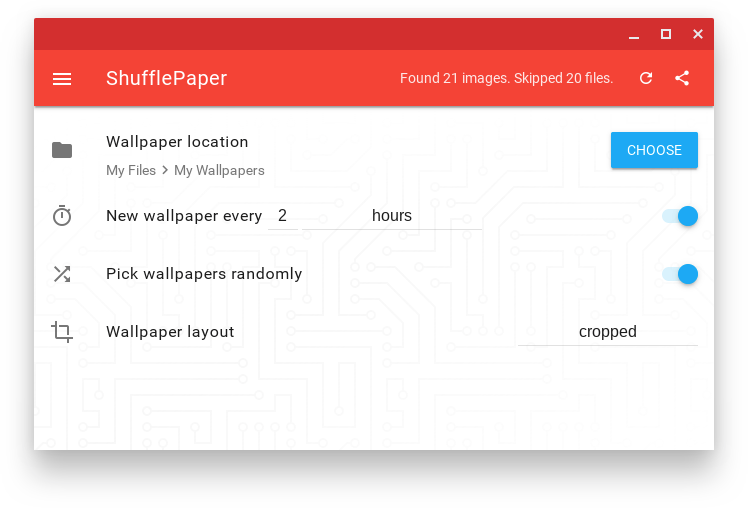 ShufflePaper Found 21 images. Skipped 20 files.
Wallpaper location
CHOOSE
My Files > My Wallpapers
New wallpaper every 2 hours
Pick wallpapers randomly
Wallpaper layout cropped